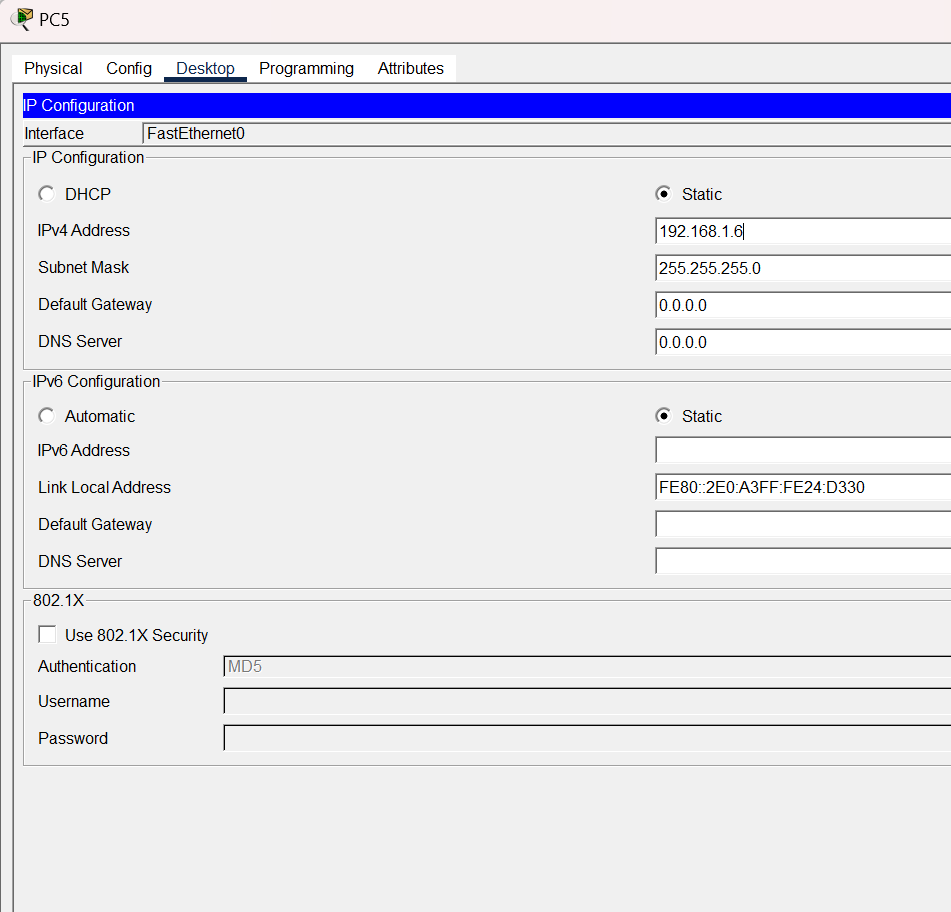 PC5
Physical Config Desktop Programming Attributes
IP Configuration
Interface FastEthernet0
IP Configuration
DHCP Static
IPv4 Address 192.168.1.6
Subnet Mask 255.255.255.0
Default Gateway 0.0.0.0
DNS Server 0.0.0.0
IPv6 Configuration
Automatic Static
IPv6 Address
Link Local Address FE80::2E0:A3FF:FE24:D330
Default Gateway
DNS Server
802.1X
Use 802.1X Security
Authentication MD5
Username
Password